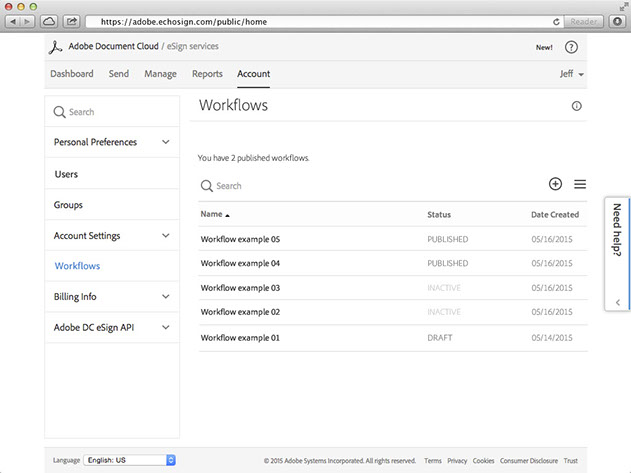 https://adobe.echosign.com/public/home
Reader
Adobe Document Cloud / eSign services
New!
?
Dashboard Send Manage Reports Account
Jeff
Search
Personal Preferences
Users
Groups
Account Settings
Workflows
Billing Info
Adobe DC eSign API
Workflows
You have 2 published workflows.
Search
Name Status Date Created
Workflow example 05 PUBLISHED 05/16/2015
Workflow example 04 PUBLISHED 05/16/2015
Workflow example 03 INACTIVE 05/16/2015
Workflow example 02 INACTIVE 05/16/2015
Workflow example 01 DRAFT 05/14/2015
Need help?
Language English: US
© 2015 Adobe Systems Incorporated. All rights reserved. Terms Privacy Cookies Consumer Disclosure Trust